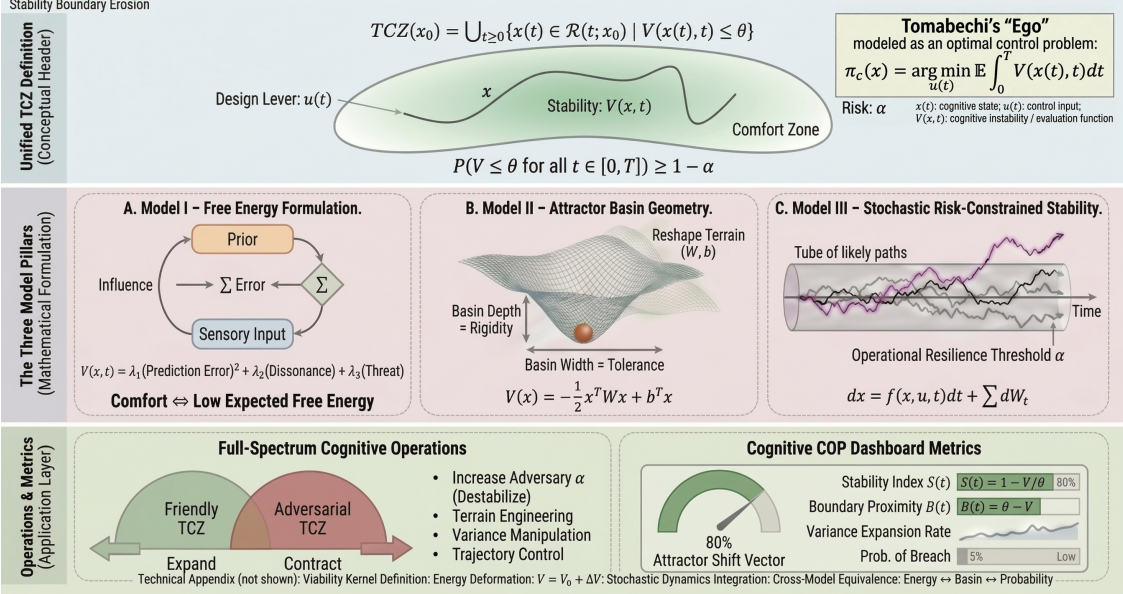 Stability Boundary Erosion
Unified TCZ Definition
(Conceptual Header)
TCZ(x₀) = ⋃ₜ≥₀{x(t) ∈ ℛ(t; x₀) | V(x(t), t) ≤ θ}
Design Lever: u(t)
x
Stability: V(x, t)
Comfort Zone
P(V ≤ θ for all t ∈ [0, T]) ≥ 1 − α
Tomabechi's "Ego"
modeled as an optimal control problem:
π_c(x) = arg min 𝔼 ∫₀ᵀ V(x(t), t)dt
u(t)
Risk: α
x(t): cognitive state; u(t): control input;
V(x, t): cognitive instability / evaluation function
The Three Model Pillars
(Mathematical Formulation)
A. Model I – Free Energy Formulation.
Prior
Influence
∑ Error
Σ
Sensory Input
V(x, t) = λ₁(Prediction Error)² + λ₂(Dissonance) + λ₃(Threat)
Comfort ⇔ Low Expected Free Energy
B. Model II – Attractor Basin Geometry.
Reshape Terrain
(W, b)
Basin Depth
= Rigidity
Basin Width = Tolerance
V(x) = −½xᵀWx + bᵀx
C. Model III – Stochastic Risk-Constrained Stability.
Tube of likely paths
Time
Operational Resilience Threshold α
dx = f(x, u, t)dt + ∑ dWₜ
Operations & Metrics
(Application Layer)
Full-Spectrum Cognitive Operations
Friendly
TCZ
Adversarial
TCZ
Expand
Contract
• Increase Adversary α
(Destabilize)
• Terrain Engineering
• Variance Manipulation
• Trajectory Control
Cognitive COP Dashboard Metrics
80%
Attractor Shift Vector
Stability Index S(t) S(t) = 1 − V/θ 80%
Boundary Proximity B(t) B(t) = θ − V
Variance Expansion Rate
Prob. of Breach 5% Low
Technical Appendix (not shown): Viability Kernel Definition: Energy Deformation: V = V₀ + ΔV: Stochastic Dynamics Integration: Cross-Model Equivalence: Energy ↔ Basin ↔ Probability